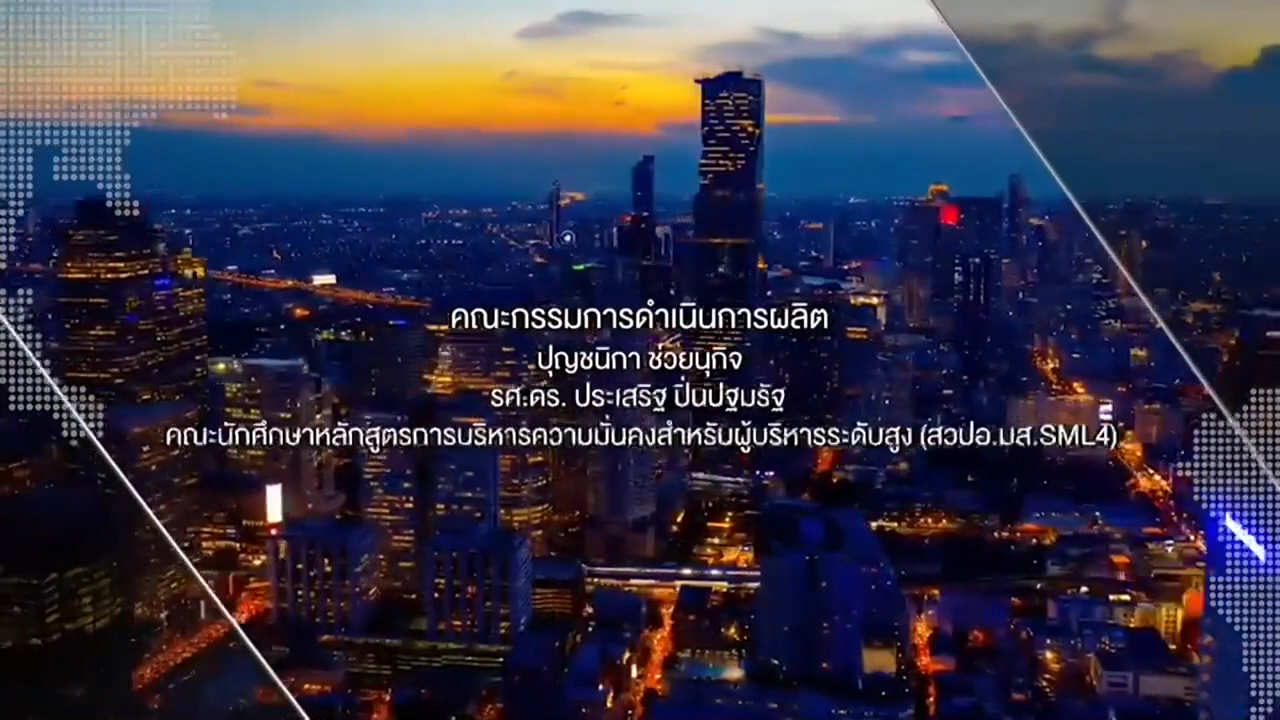 คณะกรรมการดำเนินการผลิต
ปุญชนิกา ช่วยนุกิจ
รศ.ดร. ประเสริฐ ปิ่นปฐมรัฐ
คณะนักศึกษาหลักสูตรการบริหารความมั่นคงสำหรับผู้บริหารระดับสูง (สวปอ.มส.SML4)